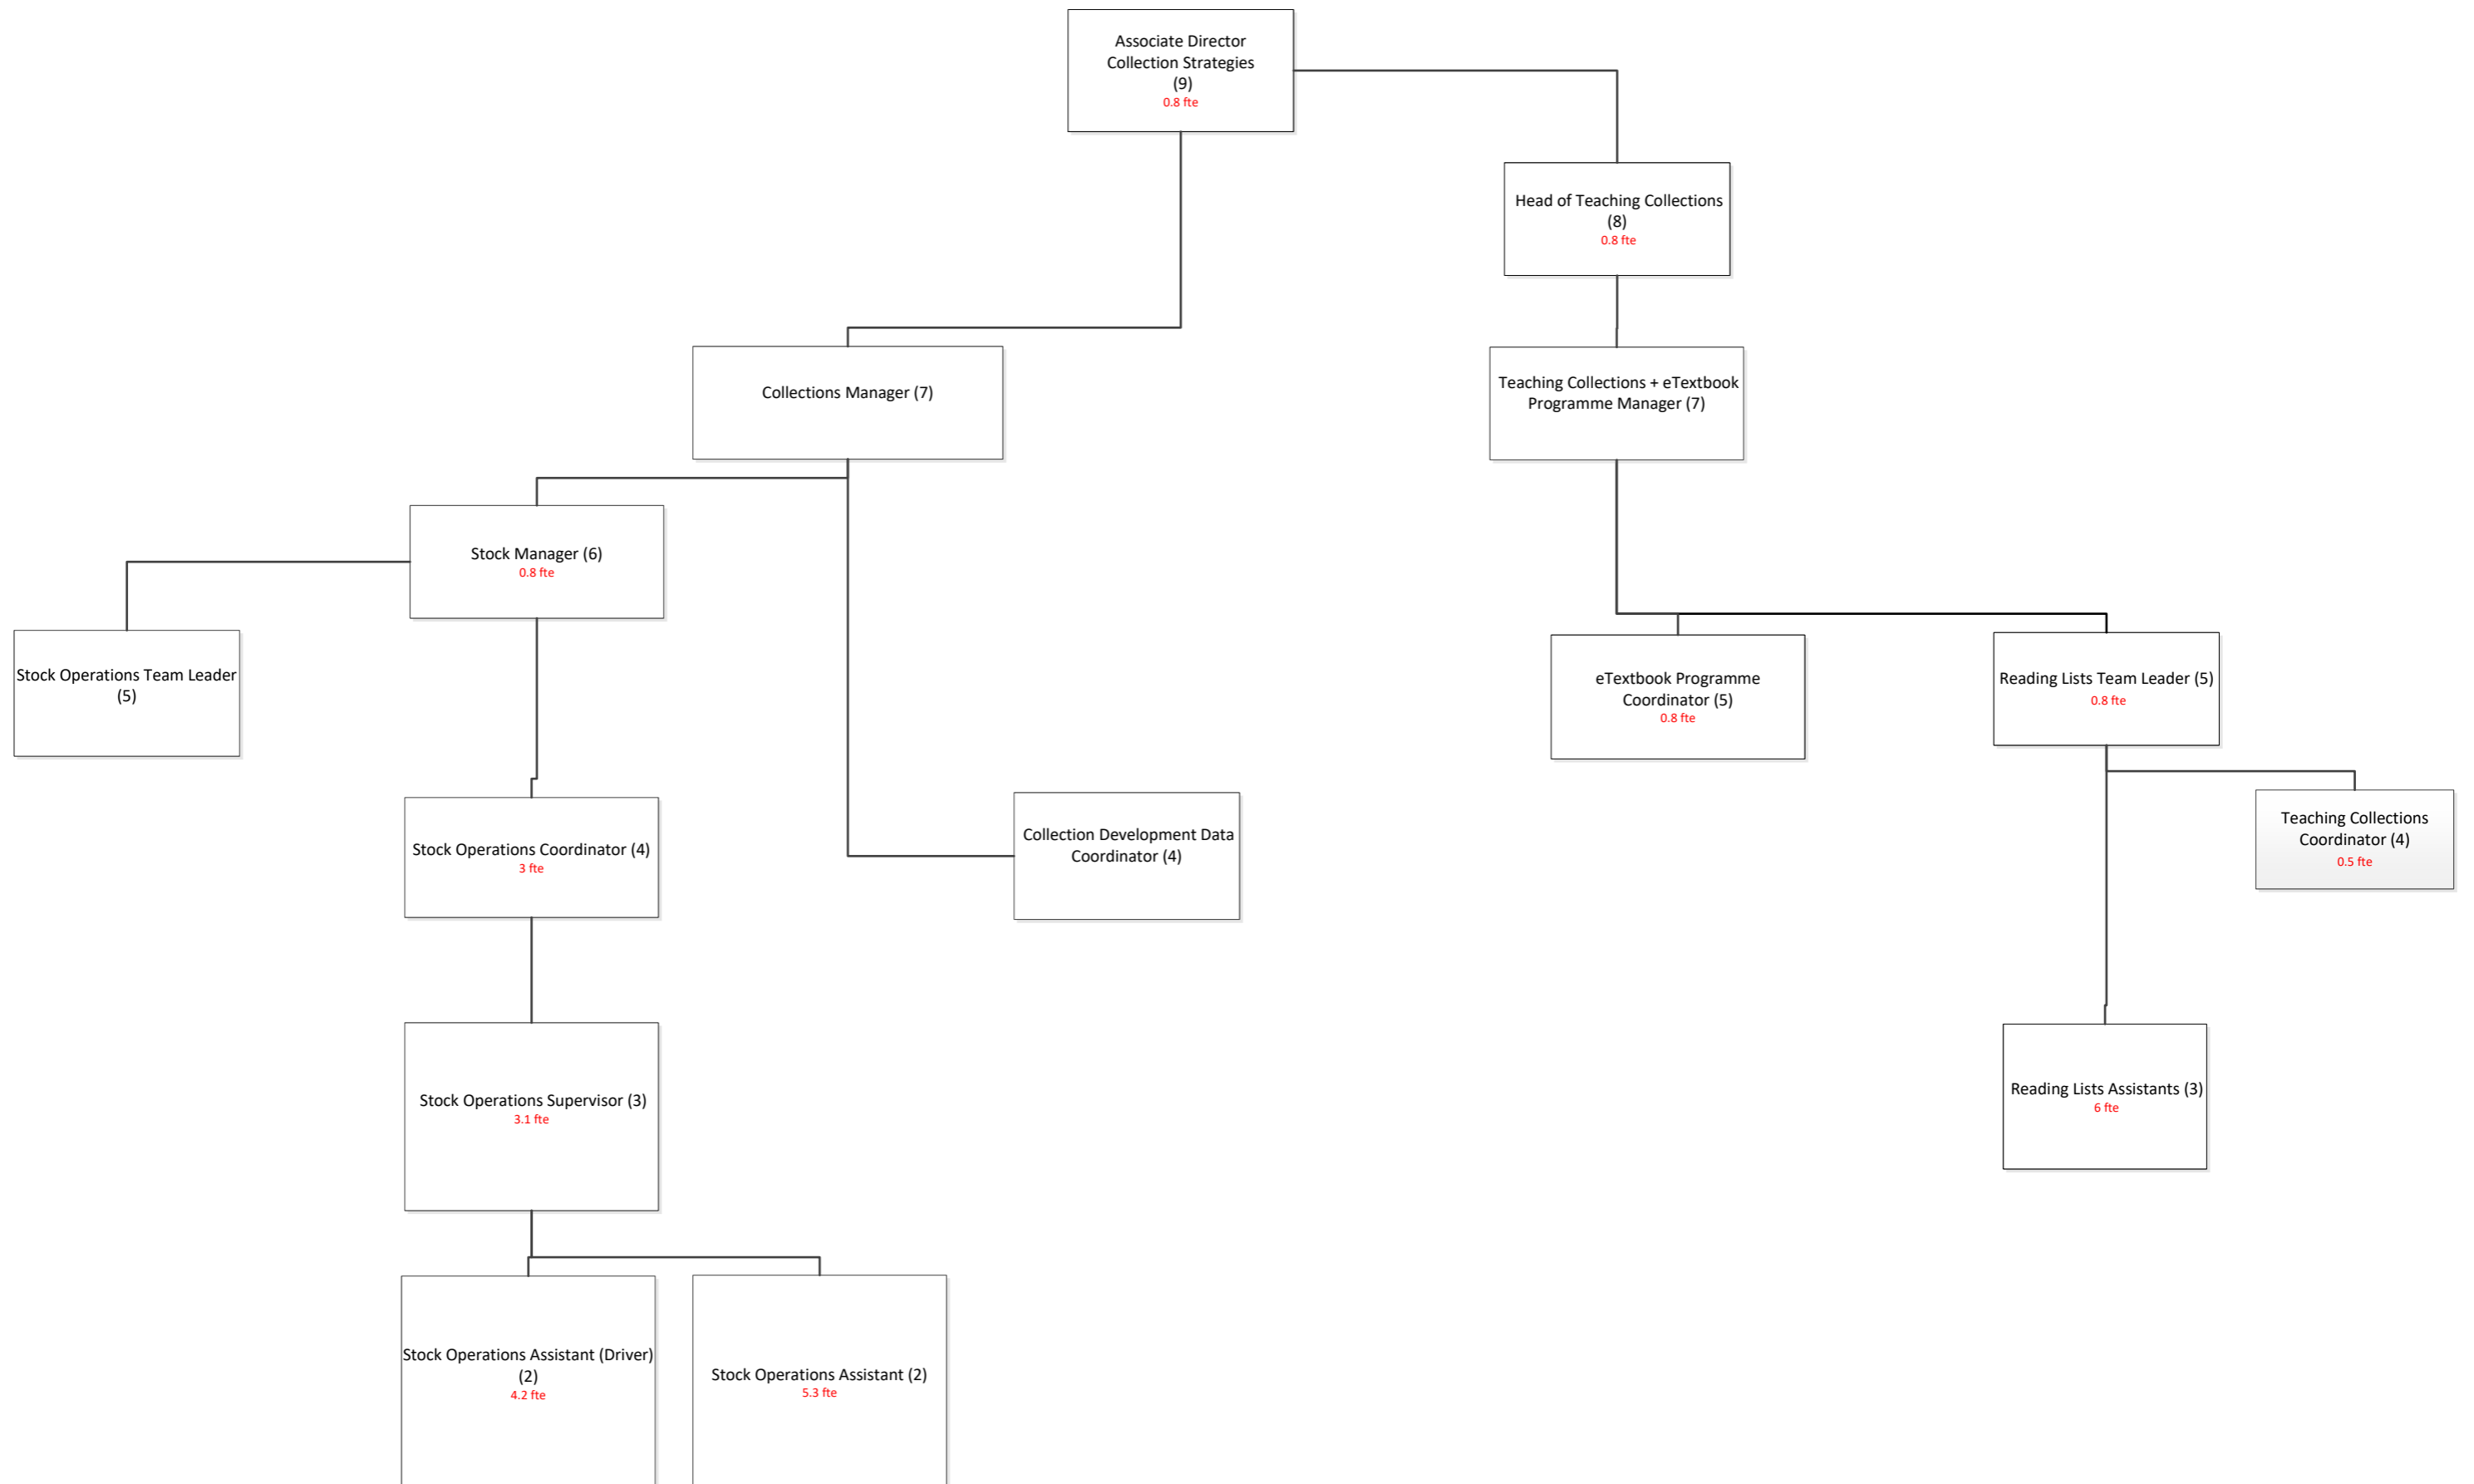 Associate Director
Collection Strategies
(9)
0.8 fte
Head of Teaching Collections
(8)
0.8 fte
Collections Manager (7)
Teaching Collections + eTextbook
Programme Manager (7)
Stock Manager (6)
0.8 fte
Stock Operations Team Leader
(5)
eTextbook Programme
Coordinator (5)
0.8 fte
Reading Lists Team Leader (5)
0.8 fte
Stock Operations Coordinator (4)
3 fte
Collection Development Data
Coordinator (4)
Teaching Collections
Coordinator (4)
0.5 fte
Stock Operations Supervisor (3)
3.1 fte
Reading Lists Assistants (3)
6 fte
Stock Operations Assistant (Driver)
(2)
4.2 fte
Stock Operations Assistant (2)
5.3 fte